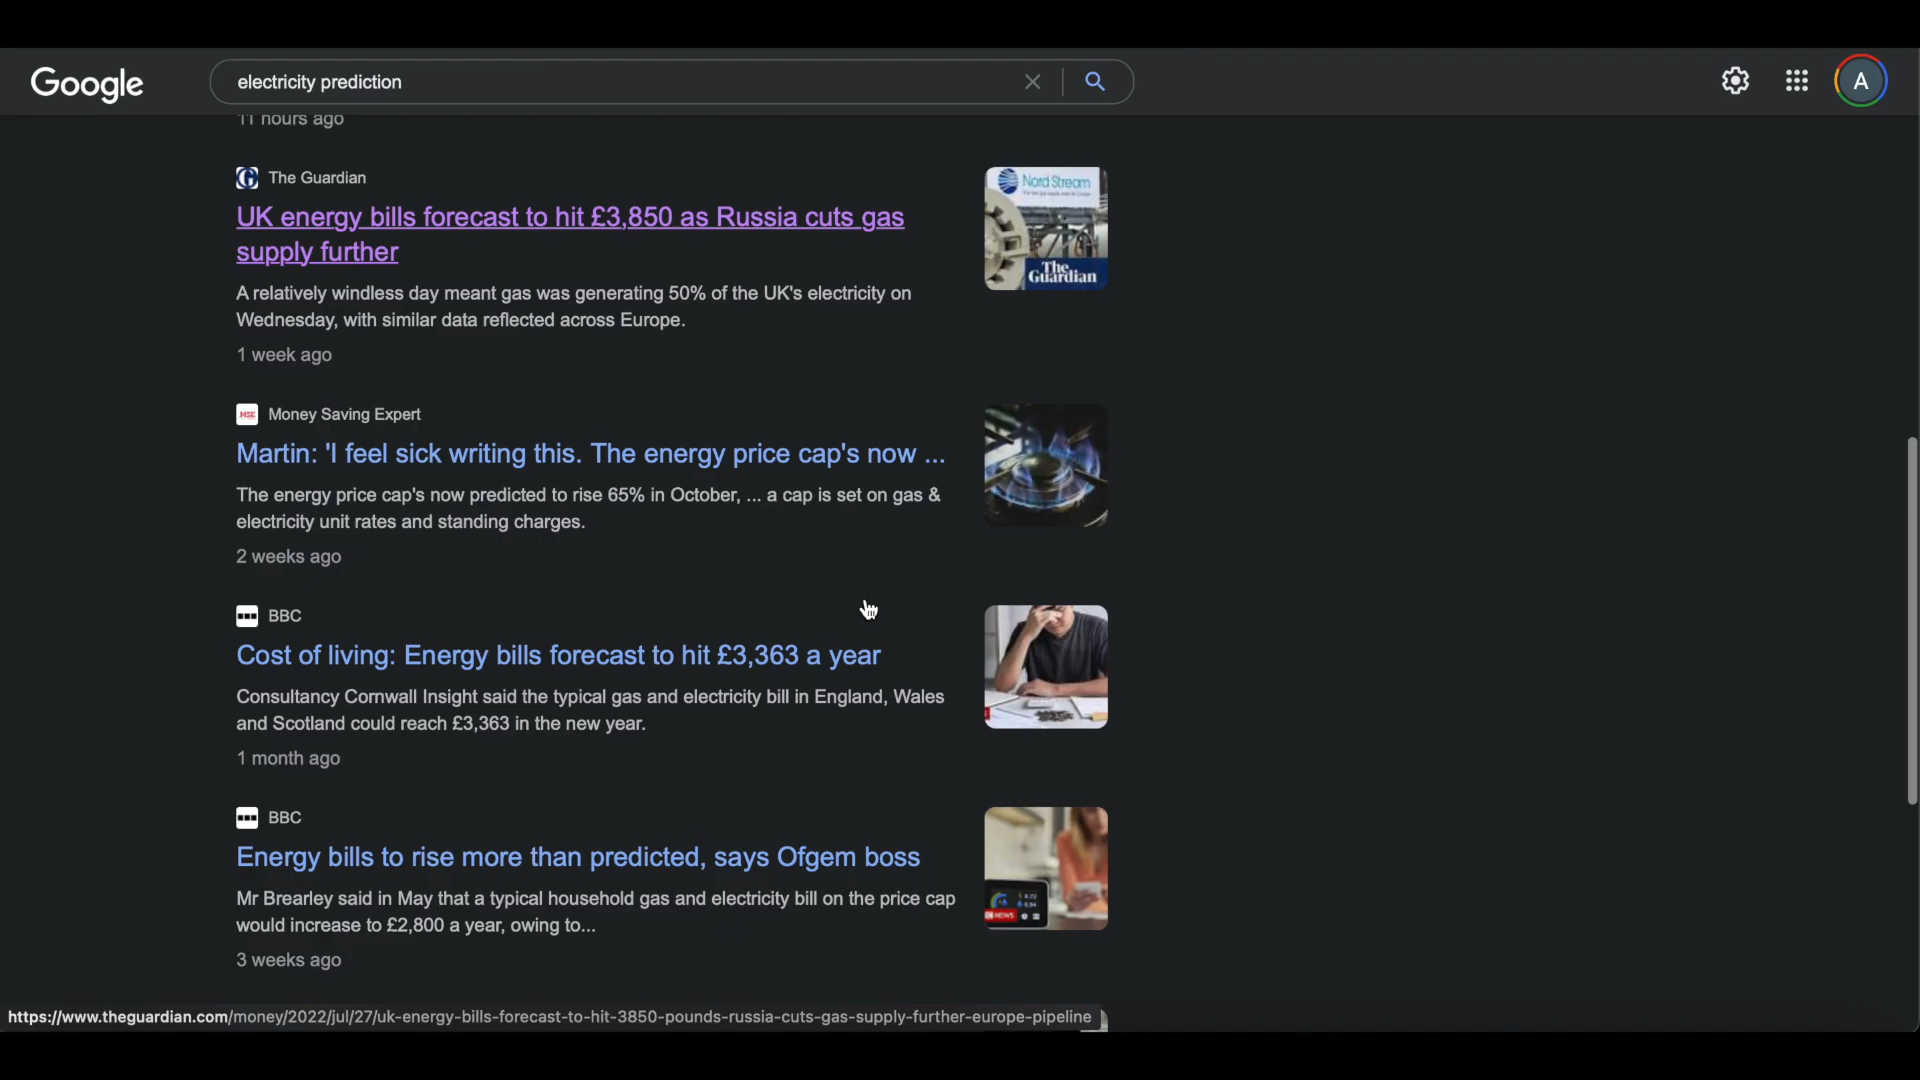 Google
electricity prediction
A
11 hours ago
The Guardian
UK energy bills forecast to hit £3,850 as Russia cuts gas
supply further
A relatively windless day meant gas was generating 50% of the UK's electricity on
Wednesday, with similar data reflected across Europe.
1 week ago
Nord Stream
The
Guardian
MSE
Money Saving Expert
Martin: 'I feel sick writing this. The energy price cap's now ...
The energy price cap's now predicted to rise 65% in October, ... a cap is set on gas &
electricity unit rates and standing charges.
2 weeks ago
BBC
Cost of living: Energy bills forecast to hit £3,363 a year
Consultancy Cornwall Insight said the typical gas and electricity bill in England, Wales
and Scotland could reach £3,363 in the new year.
1 month ago
BBC
Energy bills to rise more than predicted, says Ofgem boss
Mr Brearley said in May that a typical household gas and electricity bill on the price cap
would increase to £2,800 a year, owing to...
NEWS
3 weeks ago
https://www.theguardian.com/money/2022/jul/27/uk-energy-bills-forecast-to-hit-3850-pounds-russia-cuts-gas-supply-further-europe-pipeline